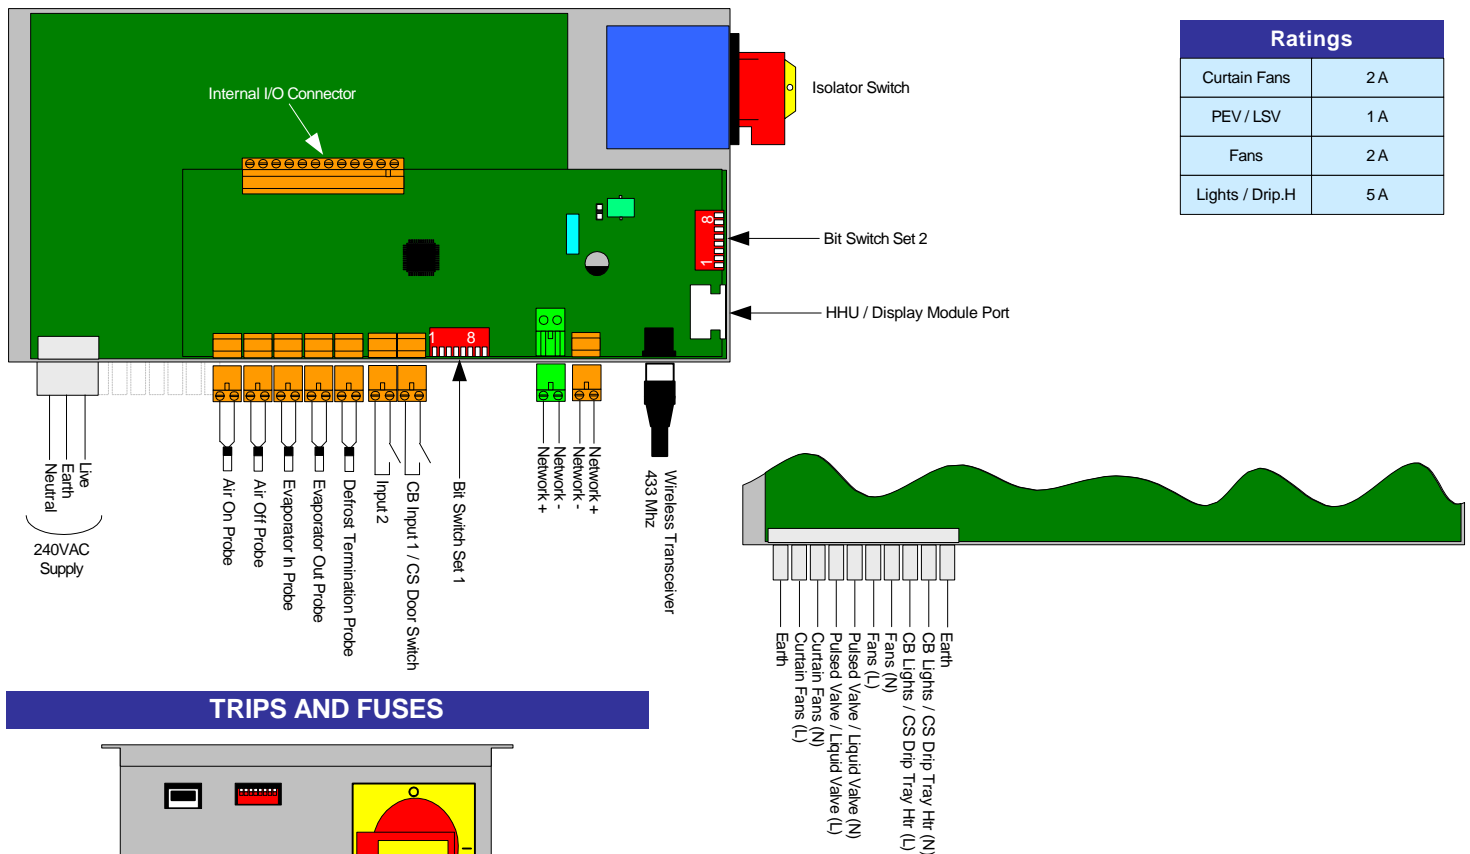 Internal I/O Connector
Isolator Switch
Ratings
Curtain Fans 2 A
PEV / LSV 1 A
Fans 2 A
Lights / Drip.H 5 A
8
1
Bit Switch Set 2
HHU / Display Module Port
1 8
Live
Earth
Neutral
240VAC
Supply
Air On Probe
Air Off Probe
Evaporator In Probe
Evaporator Out Probe
Defrost Termination Probe
Input 2
CB Input 1 / CS Door Switch
Bit Switch Set 1
Network +
Network -
Network -
Network +
Wireless Transceiver
433 Mhz
Earth
Curtain Fans (L)
Curtain Fans (N)
Pulsed Valve / Liquid Valve (L)
Pulsed Valve / Liquid Valve (N)
Fans (L)
Fans (N)
CB Lights / CS Drip Tray Htr (L)
CB Lights / CS Drip Tray Htr (N)
Earth
TRIPS AND FUSES
O